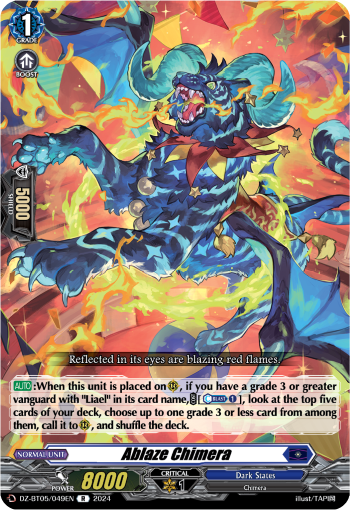 1
GRADE
BOOST
5000
SHIELD
Reflected in its eyes are blazing red flames.
AUTO:When this unit is placed on , if you have a grade 3 or greater
vanguard with "Liael" in its card name, [ BLAST 1], look at the top five
cards of your deck, choose up to one grade 3 or less card from among
them, call it to , and shuffle the deck.
NORMAL UNIT
Ablaze Chimera
POWER
8000
CRITICAL
1
Dark States
Chimera
DZ-BT05/049EN R 2024
illust/TAPI岡